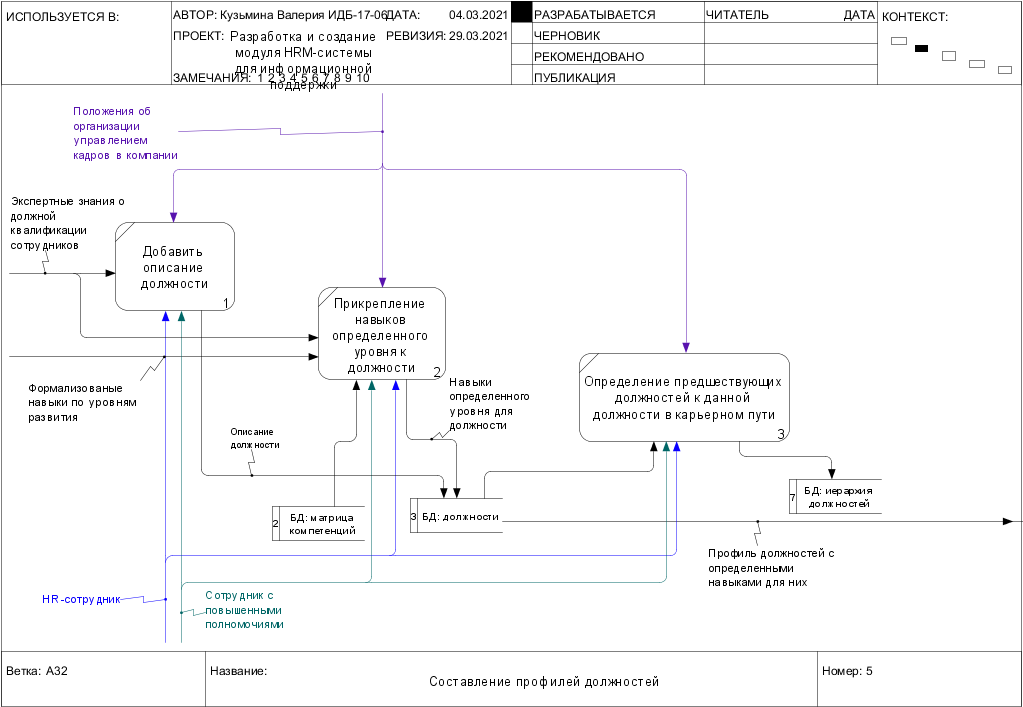 ИСПОЛЬЗУЕТСЯ В:
АВТОР: Кузьмина Валерия ИДБ-17-06
ДАТА: 04.03.2021
РАЗРАБАТЫВАЕТСЯ
ЧИТАТЕЛЬ
ДАТА
КОНТЕКСТ:
ПРОЕКТ: Разработка и создание
модуля HRM-системы
для информационной
поддержки
РЕВИЗИЯ: 29.03.2021
ЧЕРНОВИК
РЕКОМЕНДОВАНО
ЗАМЕЧАНИЯ: 1 2 3 4 5 6 7 8 9 10
ПУБЛИКАЦИЯ
Положения об
организации
управлением
кадров в компании
Экспертные знания о
должной
квалификации
сотрудников
Добавить
описание
должности
1
Прикрепление
навыков
определенного
уровня к
должности
2
Определение предшествующих
должностей к данной
должности в карьерном пути
3
Формализованые
навыки по уровням
развития
Навыки
определенного
уровня для
должности
Описание
должности
2
БД: матрица
компетенций
3
БД: должности
7
БД: иерархия
должностей
Профиль должностей с
определенными
навыками для них
HR-сотрудник
Сотрудник с
повышенными
полномочиями
Ветка: A32
Название:
Составление профилей должностей
Номер: 5